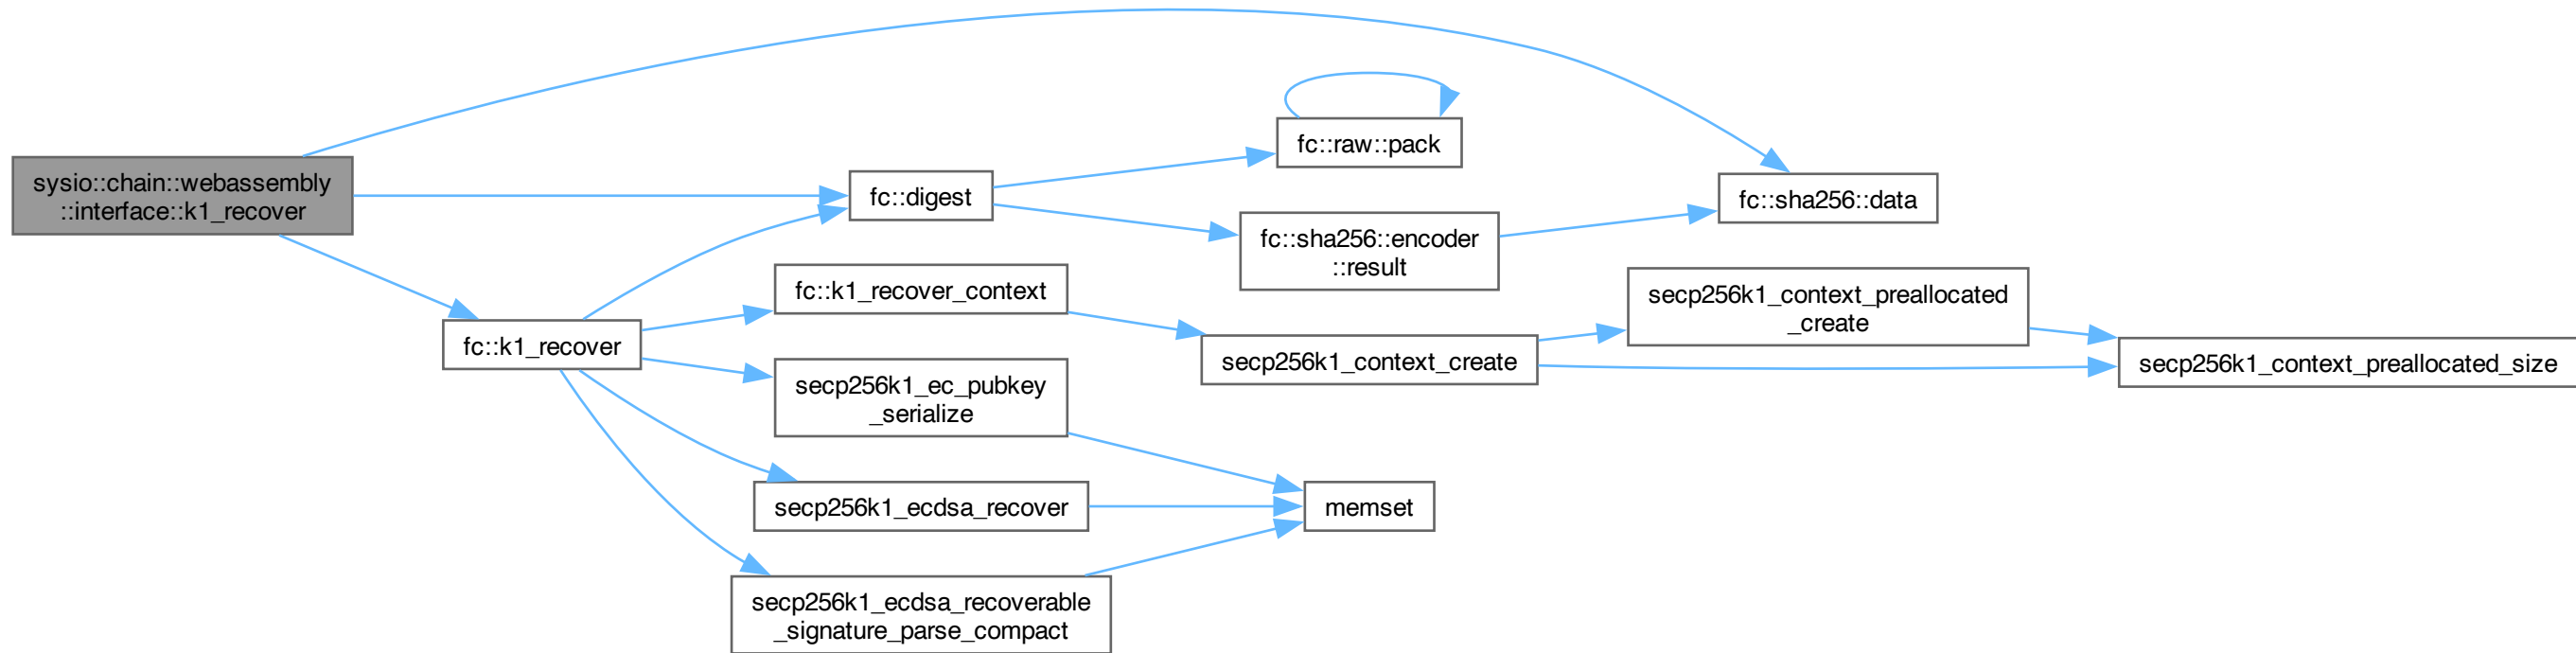 sysio::chain::webassembly
::interface::k1_recover
fc::digest
fc::raw::pack
fc::sha256::encoder
::result
fc::sha256::data
fc::k1_recover
fc::k1_recover_context
secp256k1_context_create
secp256k1_context_preallocated
_create
secp256k1_context_preallocated_size
secp256k1_ec_pubkey
_serialize
secp256k1_ecdsa_recover
memset
secp256k1_ecdsa_recoverable
_signature_parse_compact